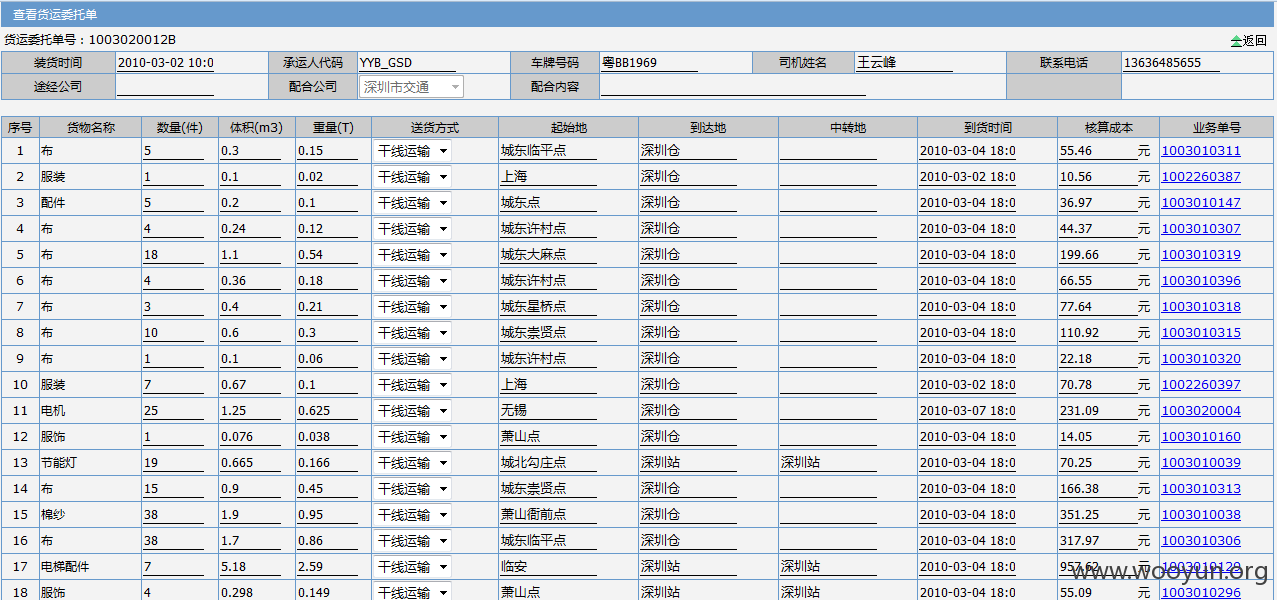 查看货运委托单
货运委托单号：1003020012B
返回
装货时间 2010-03-02 10:0 承运人代码 YYB_GSD 车牌号码 粤BB1969 司机姓名 王云峰 联系电话 13636485655
途经公司 配合公司 深圳市交通 配合内容
序号 货物名称 数量(件) 体积(m3) 重量(T) 送货方式 起始地 到达地 中转地 到货时间 核算成本 业务单号
1 布 5 0.3 0.15 干线运输 城东临平点 深圳仓 2010-03-04 18:0 55.46 元 1003010311
2 服装 1 0.1 0.02 干线运输 上海 深圳仓 2010-03-02 18:0 10.56 元 1002260387
3 配件 5 0.2 0.1 干线运输 城东点 深圳仓 2010-03-04 18:0 36.97 元 1003010147
4 布 4 0.24 0.12 干线运输 城东许村点 深圳仓 2010-03-04 18:0 44.37 元 1003010307
5 布 18 1.1 0.54 干线运输 城东大麻点 深圳仓 2010-03-04 18:0 199.66 元 1003010319
6 布 4 0.36 0.18 干线运输 城东许村点 深圳仓 2010-03-04 18:0 66.55 元 1003010396
7 布 3 0.4 0.21 干线运输 城东星桥点 深圳仓 2010-03-04 18:0 77.64 元 1003010318
8 布 10 0.6 0.3 干线运输 城东崇贤点 深圳仓 2010-03-04 18:0 110.92 元 1003010315
9 布 1 0.1 0.06 干线运输 城东许村点 深圳仓 2010-03-04 18:0 22.18 元 1003010320
10 服装 7 0.67 0.1 干线运输 上海 深圳仓 2010-03-02 18:0 70.78 元 1002260397
11 电机 25 1.25 0.625 干线运输 无锡 深圳仓 2010-03-07 18:0 231.09 元 1003020004
12 服饰 1 0.076 0.038 干线运输 萧山点 深圳仓 2010-03-04 18:0 14.05 元 1003010160
13 节能灯 19 0.665 0.166 干线运输 城北勾庄点 深圳站 深圳站 2010-03-04 18:0 70.25 元 1003010039
14 布 15 0.9 0.45 干线运输 城东崇贤点 深圳仓 2010-03-04 18:0 166.38 元 1003010313
15 棉纱 38 1.9 0.95 干线运输 萧山衙前点 深圳仓 2010-03-04 18:0 351.25 元 1003010038
16 布 38 1.7 0.86 干线运输 城东临平点 深圳仓 2010-03-04 18:0 317.97 元 1003010306
17 电梯配件 7 5.18 2.59 干线运输 临安 深圳站 深圳站 2010-03-04 18:0 957.62 元 1003010129
18 服饰 4 0.298 0.149 干线运输 萧山点 深圳站 深圳站 2010-03-04 18:0 55.09 元 1003010296
www.wooyun.org